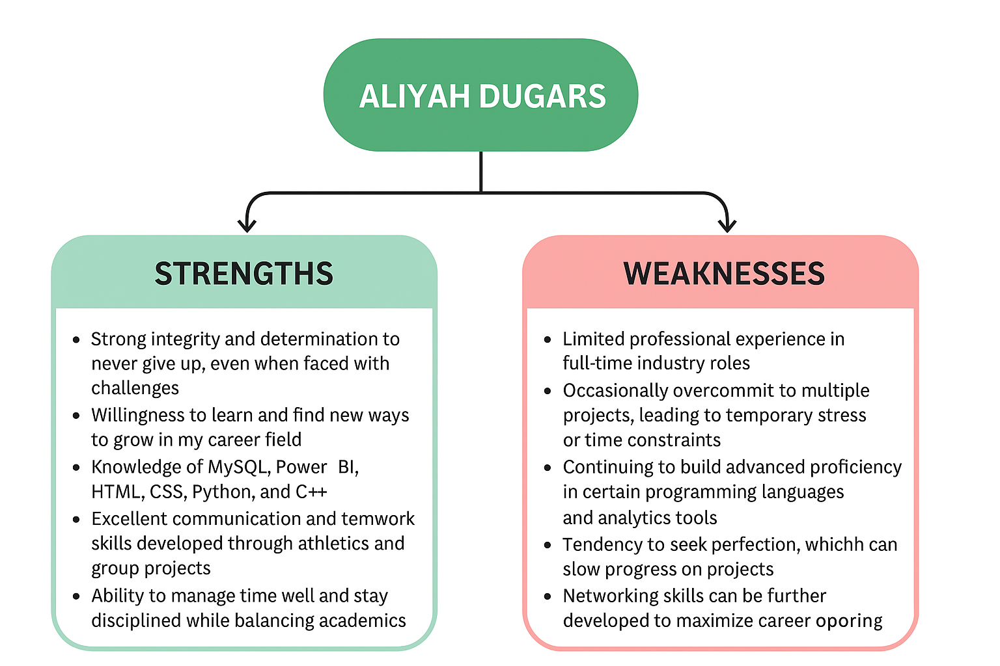 ALIYAH DUGARS
STRENGTHS
• Strong integrity and determination to
never give up, even when faced with
challenges
• Willingness to learn and find new ways
to grow in my career field
• Knowledge of MySQL, Power BI,
HTML, CSS, Python, and C++
• Excellent communication and temwork
skills developed through athletics and
group projects
• Ability to manage time well and stay
disciplined while balancing academics
WEAKNESSES
• Limited professional experience in
full-time industry roles
• Occasionally overcommit to multiple
projects, leading to temporary stress
or time constraints
• Continuing to build advanced proficiency
in certain programming languages
and analytics tools
• Tendency to seek perfection, whichh can
slow progress on projects
• Networking skills can be further
developed to maximize career oporing